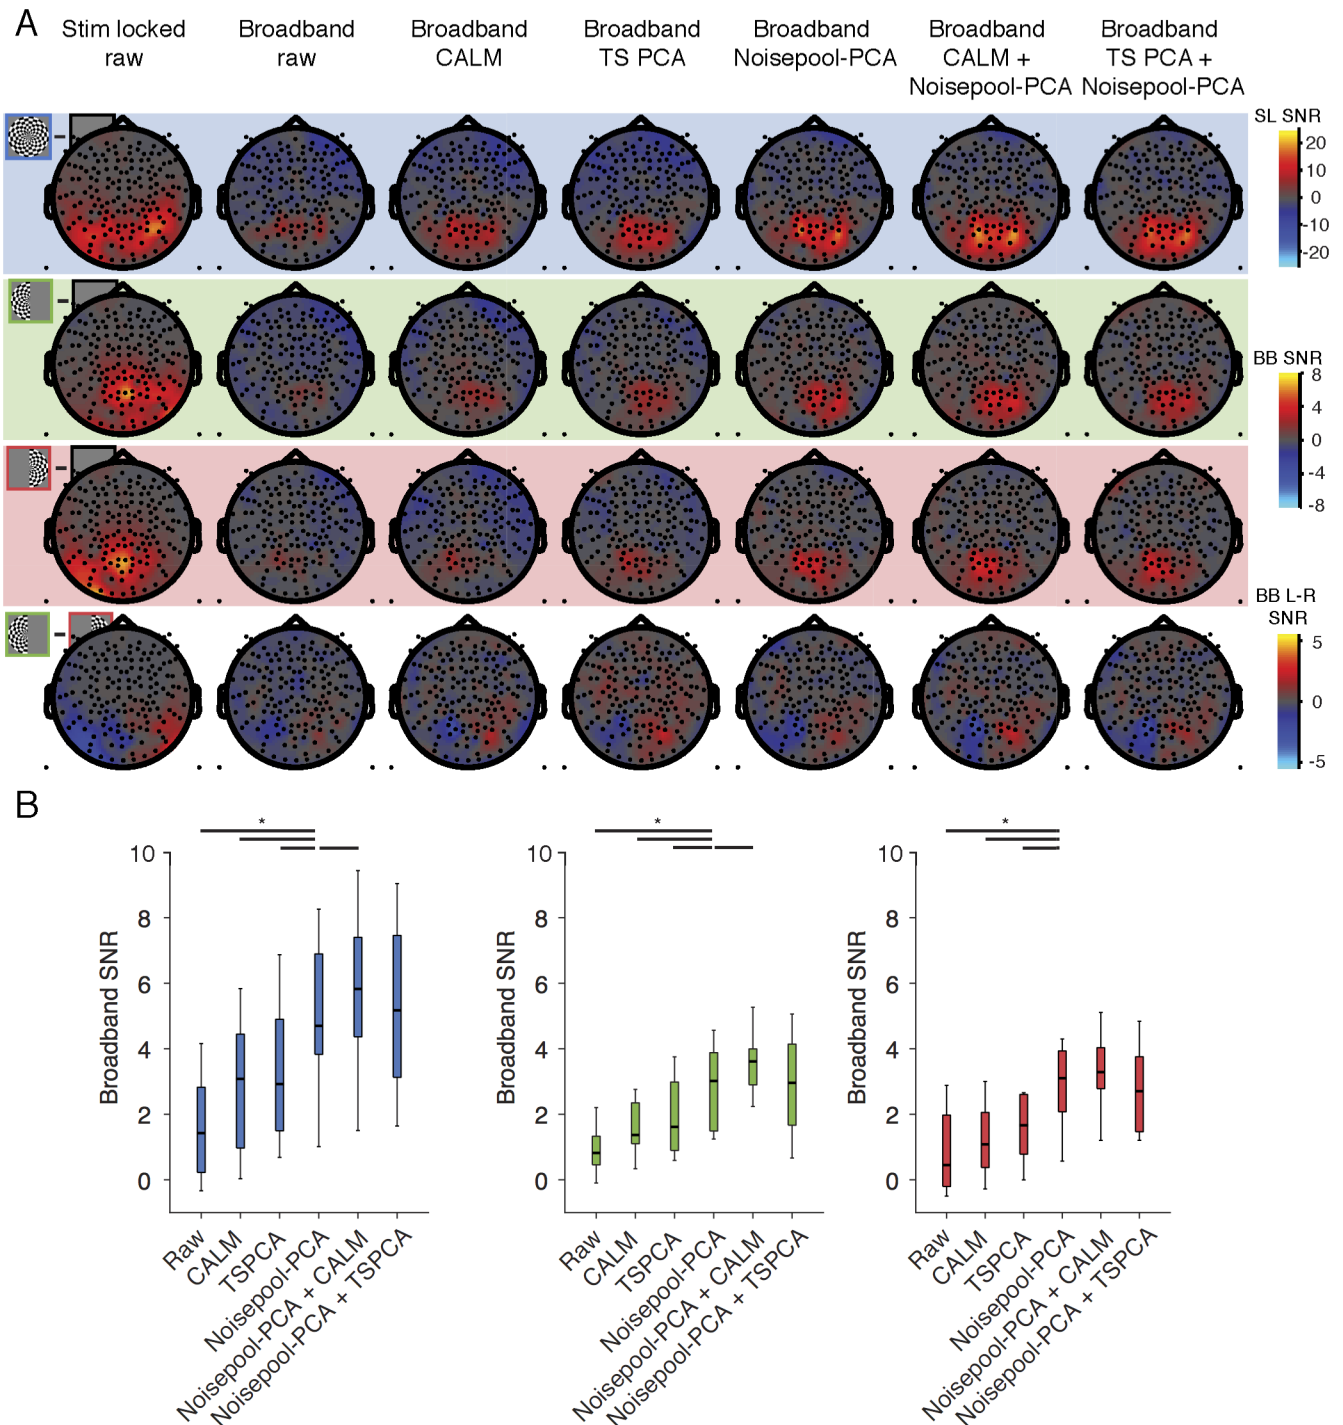 A
Stim locked
raw
Broadband
raw
Broadband
CALM
Broadband
TS PCA
Broadband
Noisepool-PCA
Broadband
CALM +
Noisepool-PCA
Broadband
TS PCA +
Noisepool-PCA
SL SNR
20
10
0
-10
-20
BB SNR
8
4
0
-4
-8
BB L-R
SNR
5
0
-5
B
*
10
8
6
4
2
0
Broadband SNR
Raw
CALM
TSPCA
Noisepool-PCA
Noisepool-PCA + CALM
Noisepool-PCA + TSPCA
*
10
8
6
4
2
0
Broadband SNR
Raw
CALM
TSPCA
Noisepool-PCA
Noisepool-PCA + CALM
Noisepool-PCA + TSPCA
*
10
8
6
4
2
0
Broadband SNR
Raw
CALM
TSPCA
Noisepool-PCA
Noisepool-PCA + CALM
Noisepool-PCA + TSPCA